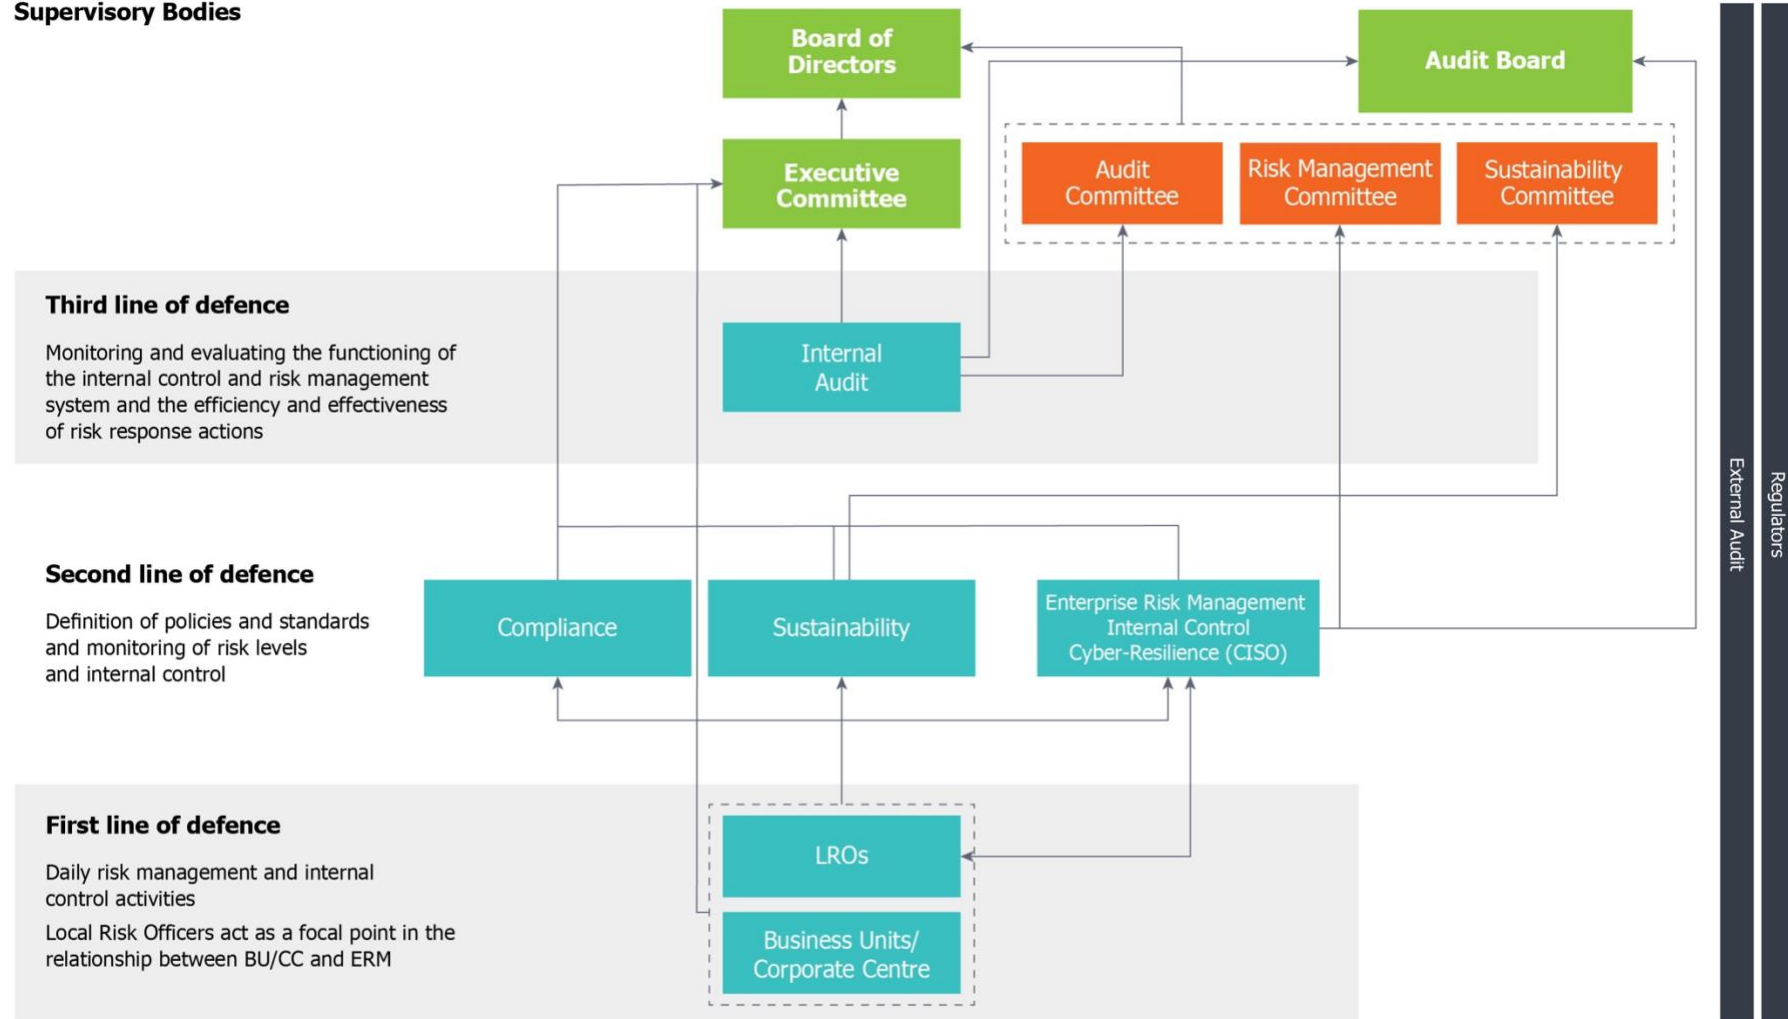 Supervisory Bodies
Board of
Directors
Audit Board
Executive
Committee
Audit
Committee
Risk Management
Committee
Sustainability
Committee
Third line of defence
Monitoring and evaluating the functioning of
the internal control and risk management
system and the efficiency and effectiveness
of risk response actions
Internal
Audit
Second line of defence
Definition of policies and standards
and monitoring of risk levels
and internal control
Compliance
Sustainability
Enterprise Risk Management
Internal Control
Cyber-Resilience (CISO)
First line of defence
Daily risk management and internal
control activities
Local Risk Officers act as a focal point in the
relationship between BU/CC and ERM
LROs
Business Units/
Corporate Centre
External Audit
Regulators